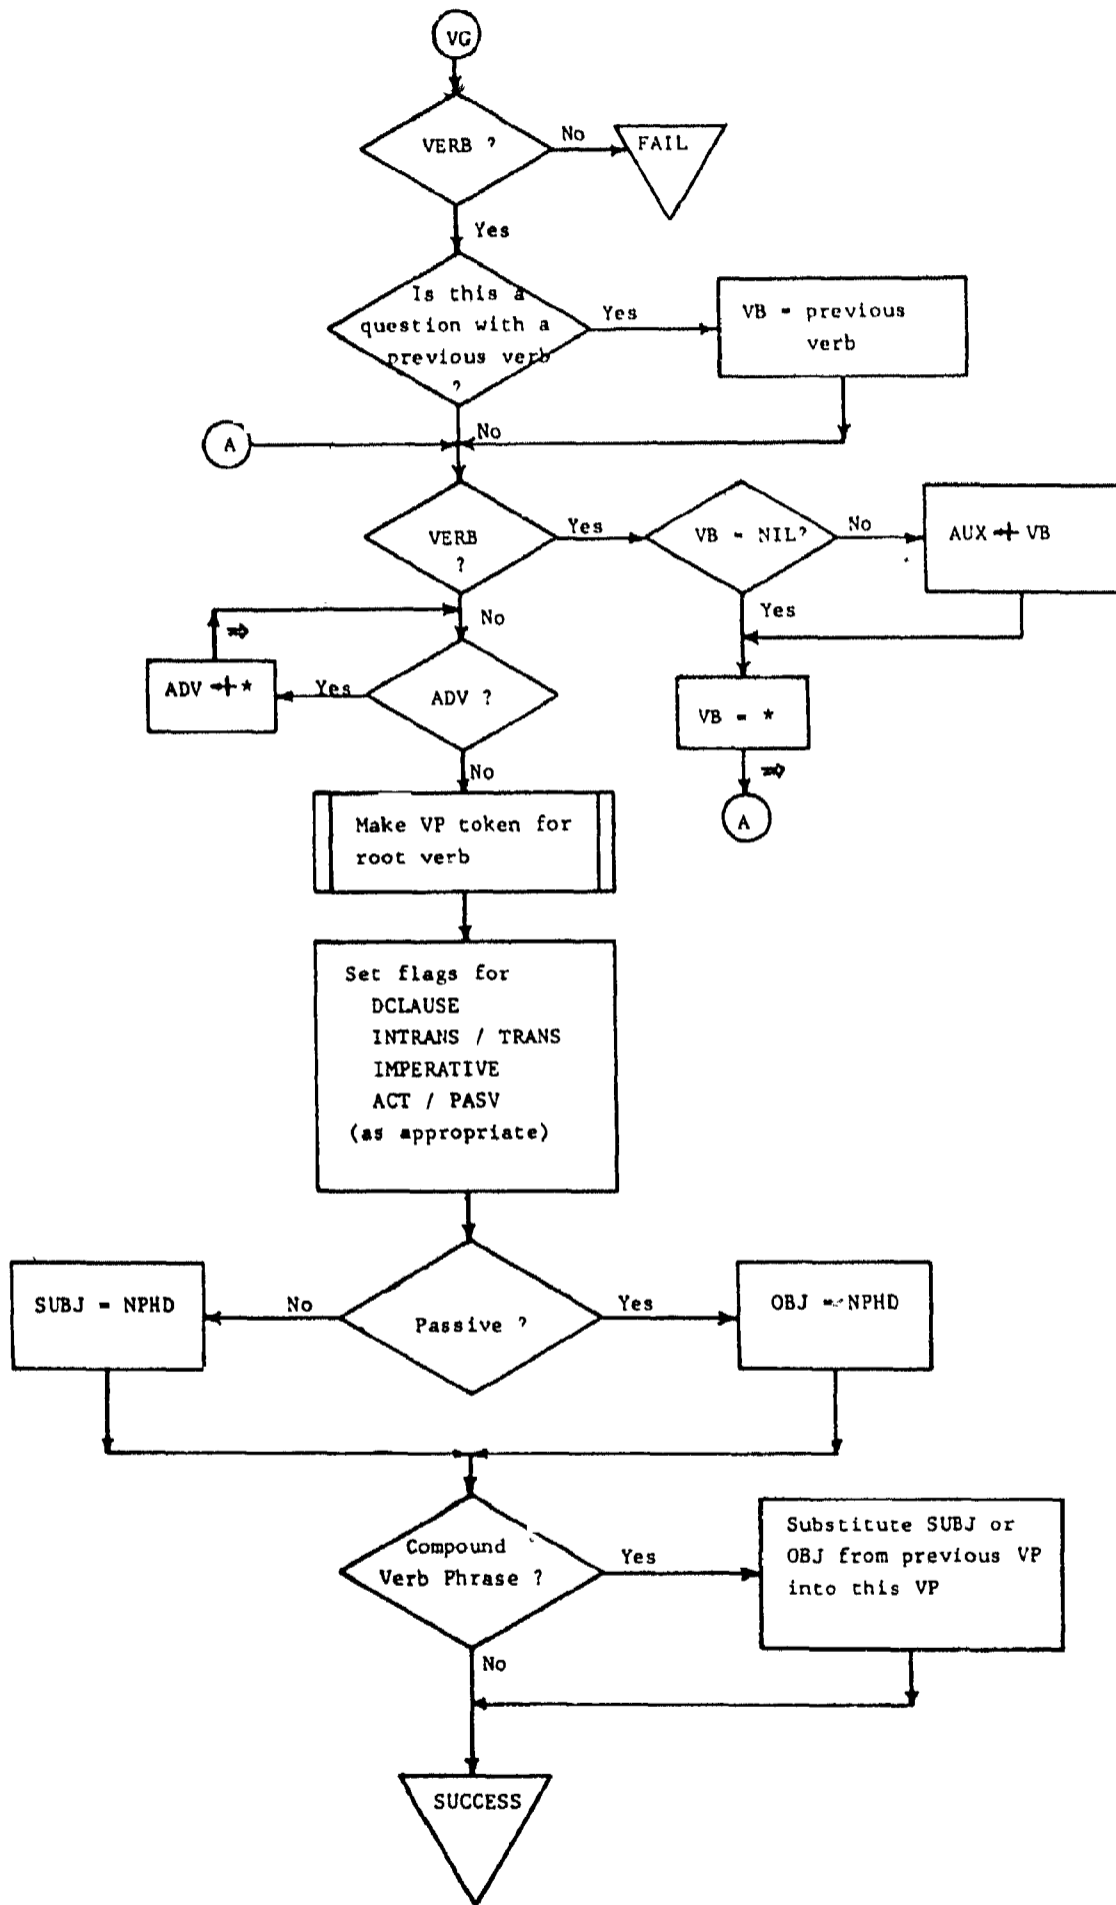 VG
VERB ?
No
FAIL
Yes
Is this a
question with a
previous verb
?
Yes
VB = previous
verb
No
A
VERB
?
Yes
VB = NIL?
No
AUX ↔ VB
No
Yes
⇒
ADV ↔ *
Yes
ADV ?
VB = *
No
⇒
A
Make VP token for
root verb
Set flags for
DCLAUSE
INTRANS / TRANS
IMPERATIVE
ACT / PASV
(as appropriate)
SUBJ = NPHD
No
Passive ?
Yes
OBJ = NPHD
Compound
Verb Phrase ?
Yes
Substitute SUBJ or
OBJ from previous VP
into this VP
No
SUCCESS